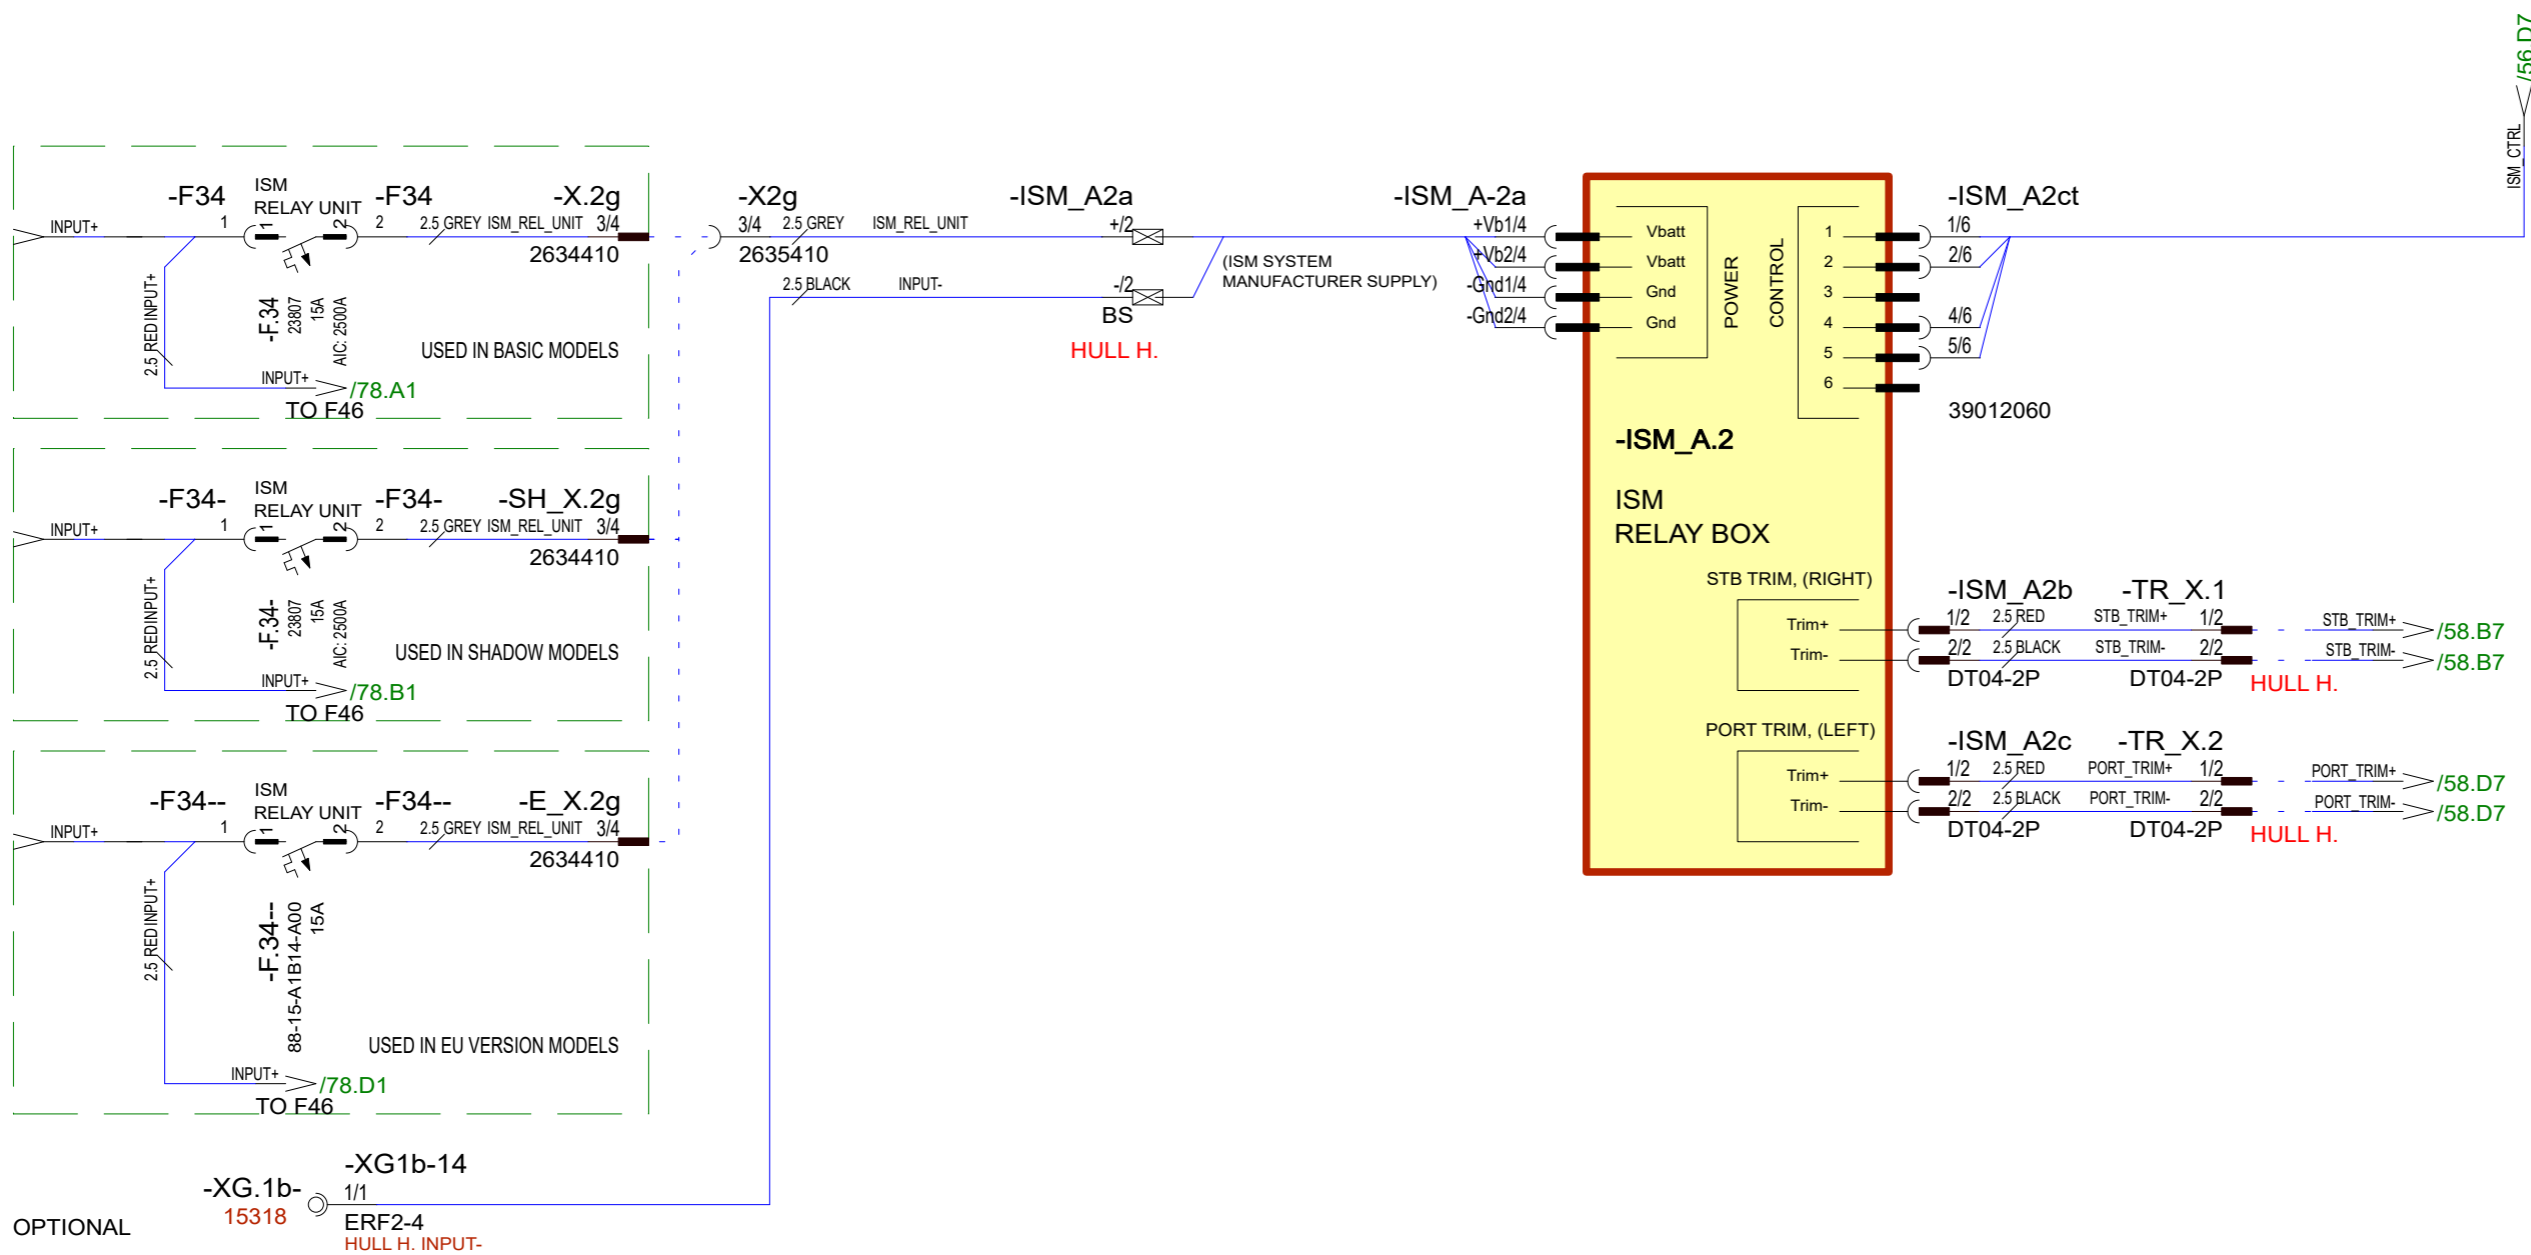 /56.D7
ISM_CTRL
-F34
ISM
RELAY UNIT
-F34
-X.2g
INPUT+
1
1
2
2
2.5 GREY
ISM_REL_UNIT
3/4
2634410
2.5 RED
INPUT+
-F.34
23807
15A
AIC: 2500A
USED IN BASIC MODELS
INPUT+
/78.A1
TO F46
-F34-
ISM
RELAY UNIT
-F34-
-SH_X.2g
INPUT+
1
1
2
2
2.5 GREY
ISM_REL_UNIT
3/4
2634410
2.5 RED
INPUT+
-F.34-
23807
15A
AIC: 2500A
USED IN SHADOW MODELS
INPUT+
/78.B1
TO F46
-F34--
ISM
RELAY UNIT
-F34--
-E_X.2g
INPUT+
1
1
2
2
2.5 GREY
ISM_REL_UNIT
3/4
2634410
2.5 RED
INPUT+
-F.34--
88-15-A1B14-A00
15A
USED IN EU VERSION MODELS
INPUT+
/78.D1
TO F46
-XG1b-14
-XG.1b-
1/1
15318
ERF2-4
HULL H. INPUT-
OPTIONAL
-X2g
3/4
2.5 GREY
ISM_REL_UNIT
2635410
2.5 BLACK
INPUT-
-ISM_A2a
+/2
-/2
BS
HULL H.
(ISM SYSTEM
MANUFACTURER SUPPLY)
-ISM_A-2a
+Vb1/4
+Vb2/4
-Gnd1/4
-Gnd2/4
Vbatt
Vbatt
Gnd
Gnd
POWER
CONTROL
1
2
3
4
5
6
-ISM_A2ct
1/6
2/6
4/6
5/6
39012060
-ISM_A.2
ISM
RELAY BOX
STB TRIM, (RIGHT)
Trim+
Trim-
-ISM_A2b
-TR_X.1
1/2
2.5 RED
STB_TRIM+
1/2
STB_TRIM+
/58.B7
2/2
2.5 BLACK
STB_TRIM-
2/2
STB_TRIM-
/58.B7
DT04-2P
DT04-2P
HULL H.
PORT TRIM, (LEFT)
Trim+
Trim-
-ISM_A2c
-TR_X.2
1/2
2.5 RED
PORT_TRIM+
1/2
PORT_TRIM+
/58.D7
2/2
2.5 BLACK
PORT_TRIM-
2/2
PORT_TRIM-
/58.D7
DT04-2P
DT04-2P
HULL H.